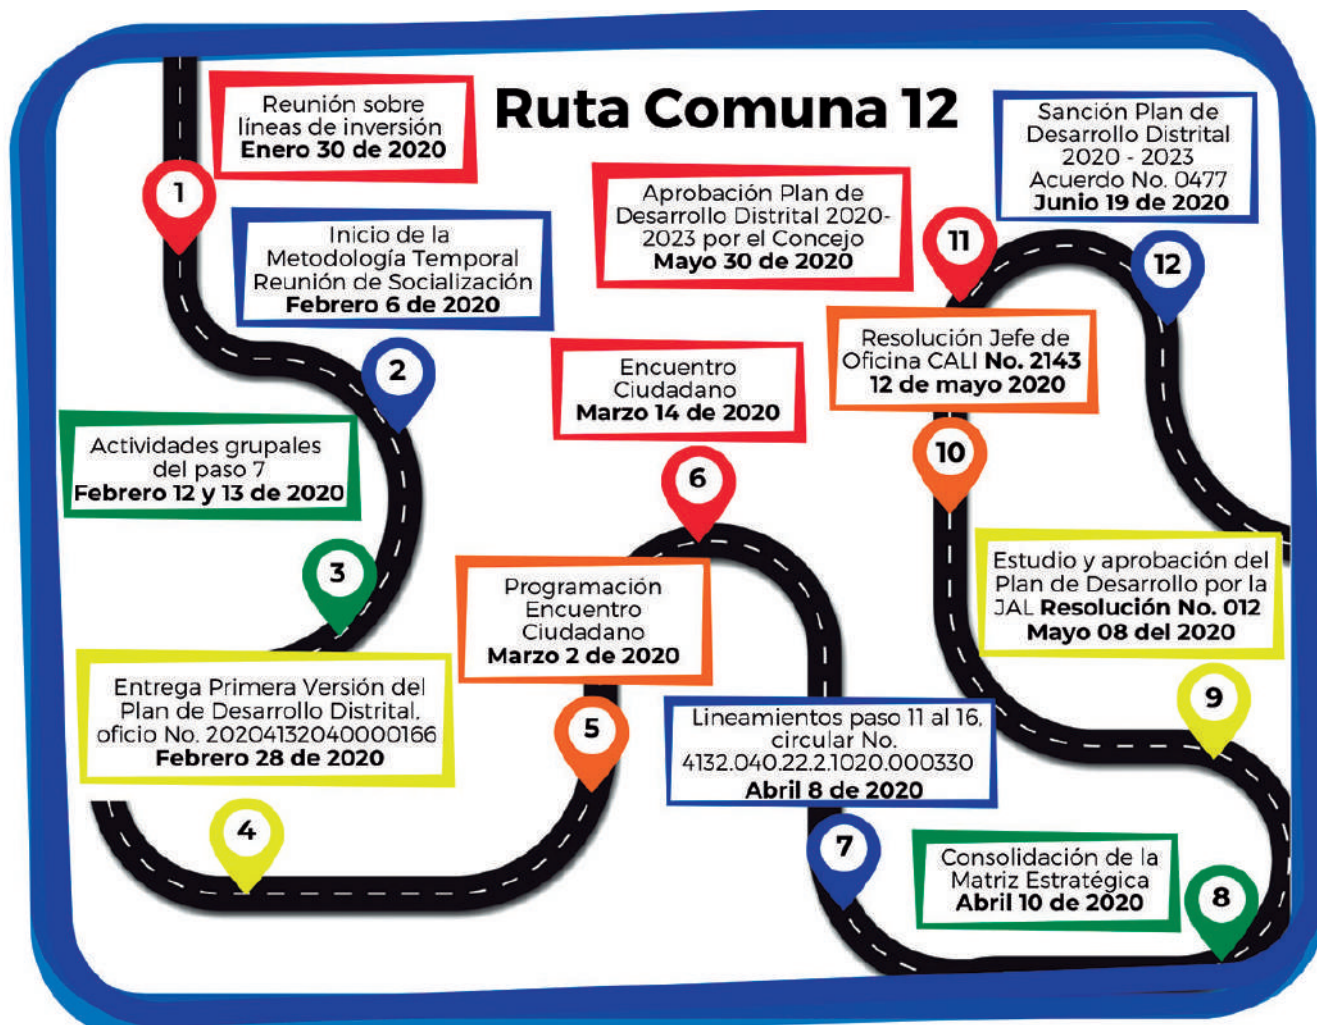 Ruta Comuna 12
Reunión sobre
líneas de inversión
Enero 30 de 2020
1
Inicio de la
Metodología Temporal
Reunión de Socialización
Febrero 6 de 2020
2
Actividades grupales
del paso 7
Febrero 12 y 13 de 2020
3
Entrega Primera Versión del
Plan de Desarrollo Distrital,
oficio No. 202041320400000166
Febrero 28 de 2020
4
Programación
Encuentro
Ciudadano
Marzo 2 de 2020
5
Encuentro
Ciudadano
Marzo 14 de 2020
6
Lineamientos paso 11 al 16,
circular No.
4132.040.22.2.1020.000330
Abril 8 de 2020
7
Consolidación de la
Matriz Estratégica
Abril 10 de 2020
8
Estudio y aprobación del
Plan de Desarrollo por la
JAL Resolución No. 012
Mayo 08 del 2020
9
Resolución Jefe de
Oficina CALI No. 2143
12 de mayo 2020
10
Aprobación Plan de
Desarrollo Distrital 2020-
2023 por el Concejo
Mayo 30 de 2020
11
Sanción Plan de
Desarrollo Distrital
2020 - 2023
Acuerdo No. 0477
Junio 19 de 2020
12